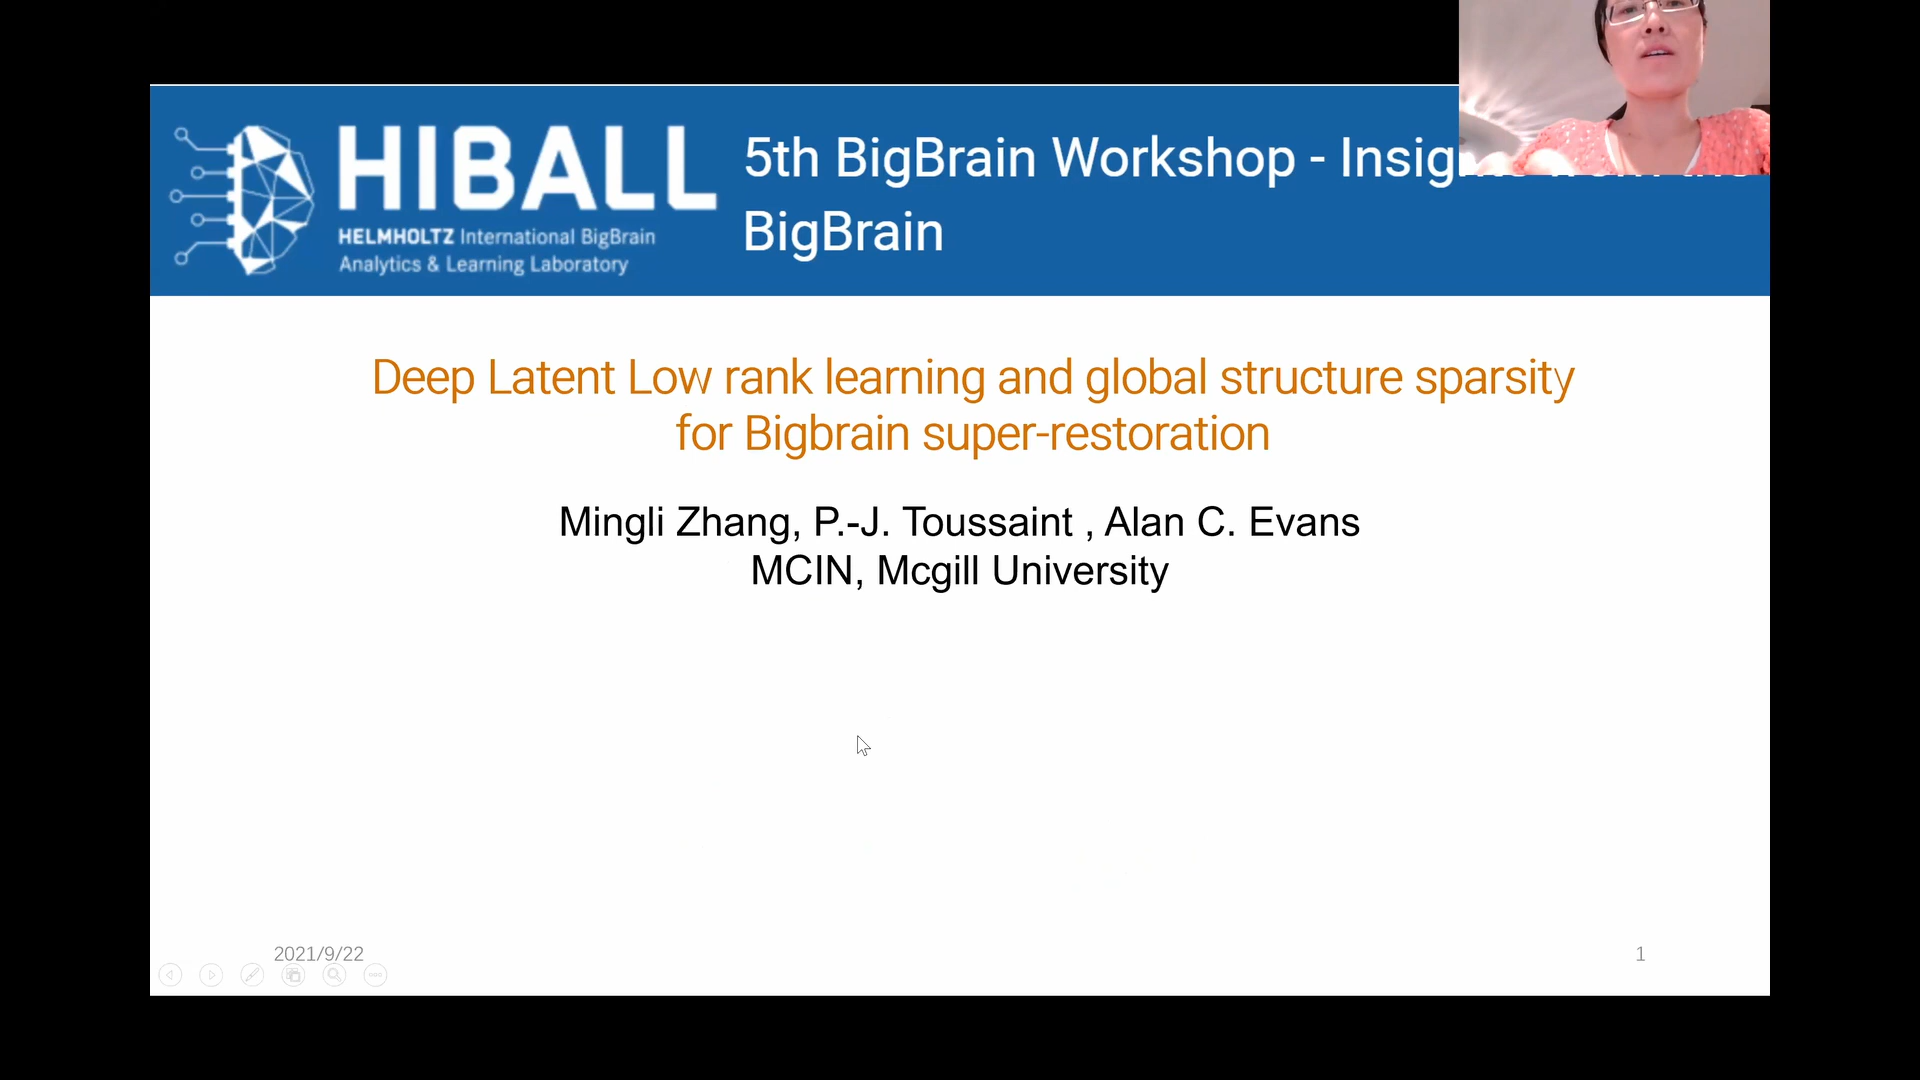 HIBALL
HELMHOLTZ International BigBrain
Analytics & Learning Laboratory
5th BigBrain Workshop - 
BigBrain
Deep Latent Low rank learning and global structure sparsity
for Bigbrain super-restoration
Mingli Zhang, P.-J. Toussaint , Alan C. Evans
MCIN, Mcgill University
2021/9/22
1